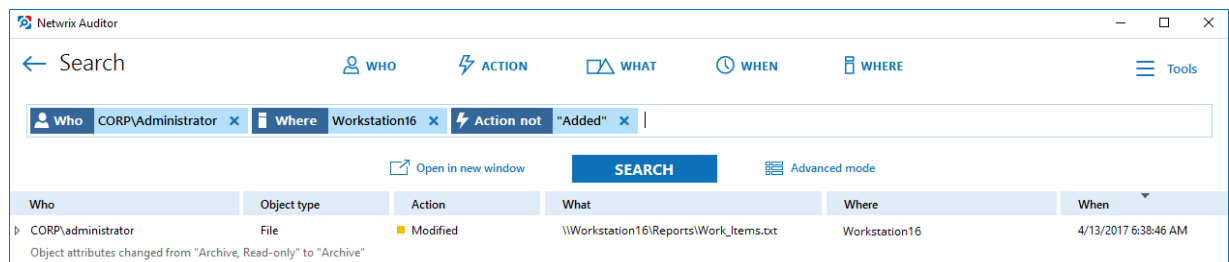 Netwrix Auditor
Search WHO ACTION WHAT WHEN WHERE Tools
Who CORP\Administrator × Where Workstation16 × Action not "Added" ×
Open in new window SEARCH Advanced mode
Who Object type Action What Where When
CORP\administrator File Modified \\Workstation16\Reports\Work_Items.txt Workstation16 4/13/2017 6:38:46 AM
Object attributes changed from "Archive, Read-only" to "Archive"